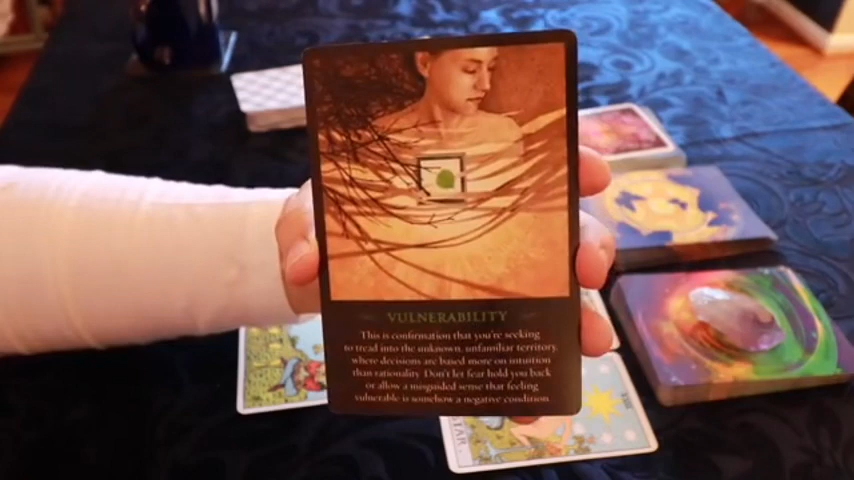 VULNERABILITY
This is confirmation that you're seeking
to tread into the unknown, unfamiliar territory,
where decisions are based more on intuition
than rationality. Don't let fear hold you back
or allow a misguided sense that feeling
vulnerable is somehow a negative condition.
STAR.